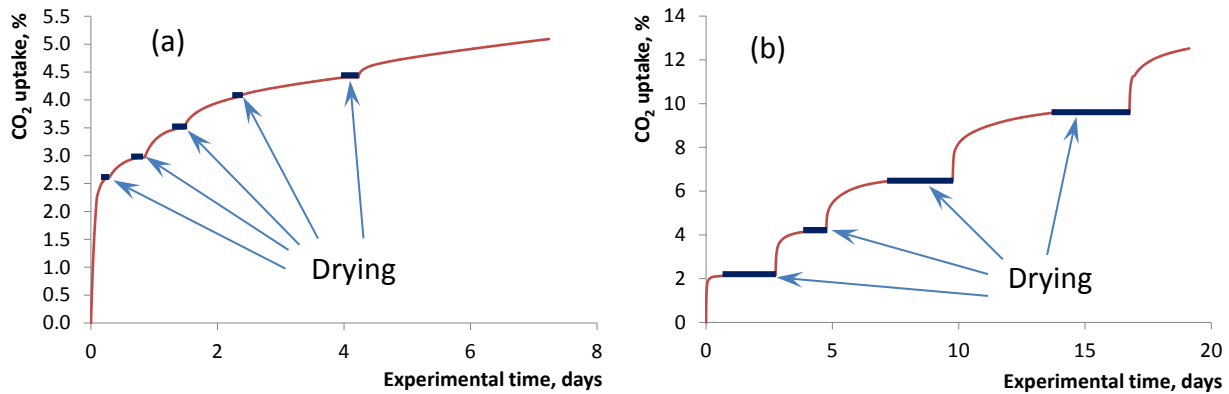 (a)
CO₂ uptake, %
5.5
5.0
4.5
4.0
3.5
3.0
2.5
2.0
1.5
1.0
0.5
0.0
Drying
0 2 4 6 8
Experimental time, days
(b)
CO₂ uptake, %
14
12
10
8
6
4
2
0
Drying
0 5 10 15 20
Experimental time, days